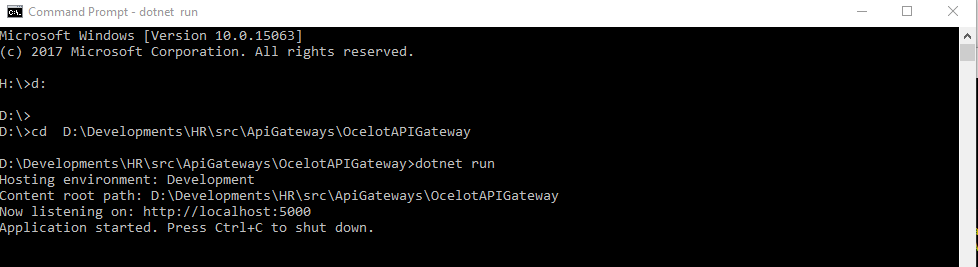 Command Prompt - dotnet run
Microsoft Windows [Version 10.0.15063]
(c) 2017 Microsoft Corporation. All rights reserved.
H:\>d:
D:\>
D:\>cd  D:\Developments\HR\src\ApiGateways\OcelotAPIGateway
D:\Developments\HR\src\ApiGateways\OcelotAPIGateway>dotnet run
Hosting environment: Development
Content root path: D:\Developments\HR\src\ApiGateways\OcelotAPIGateway
Now listening on: http://localhost:5000
Application started. Press Ctrl+C to shut down.